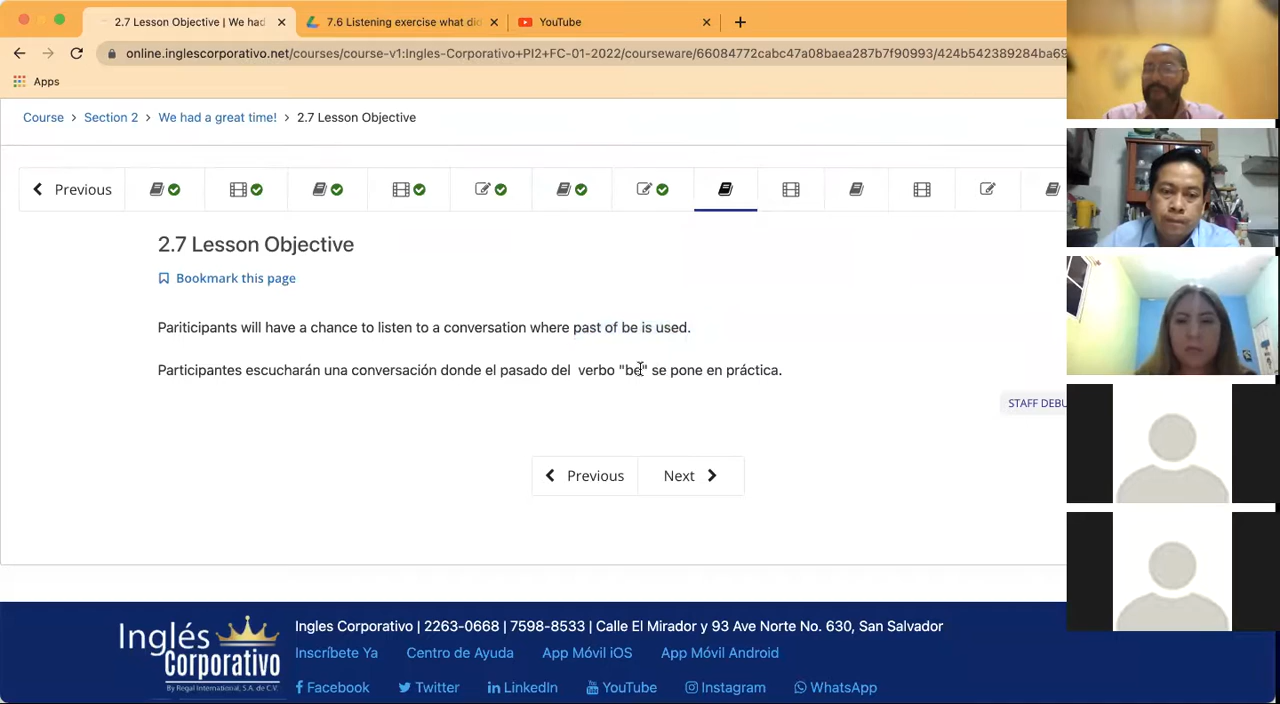 2.7 Lesson Objective | We had
7.6 Listening exercise what did
YouTube
online.inglescorporativo.net/courses/course-v1:Ingles-Corporativo+PI2+FC-01-2022/courseware/66084772cabc47a08baea287b7f90993/424b542389284ba69
Apps
Course > Section 2 > We had a great time! > 2.7 Lesson Objective
Previous
2.7 Lesson Objective
Bookmark this page
Pariticipants will have a chance to listen to a conversation where past of be is used.
Participantes escucharán una conversación donde el pasado del verbo "be" se pone en práctica.
STAFF DEBU
Previous Next
Inglés Corporativo
By Regal International, S.A. de C.V.
Ingles Corporativo | 2263-0668 | 7598-8533 | Calle El Mirador y 93 Ave Norte No. 630, San Salvador
Inscríbete Ya Centro de Ayuda App Móvil iOS App Móvil Android
Facebook Twitter LinkedIn YouTube Instagram WhatsApp